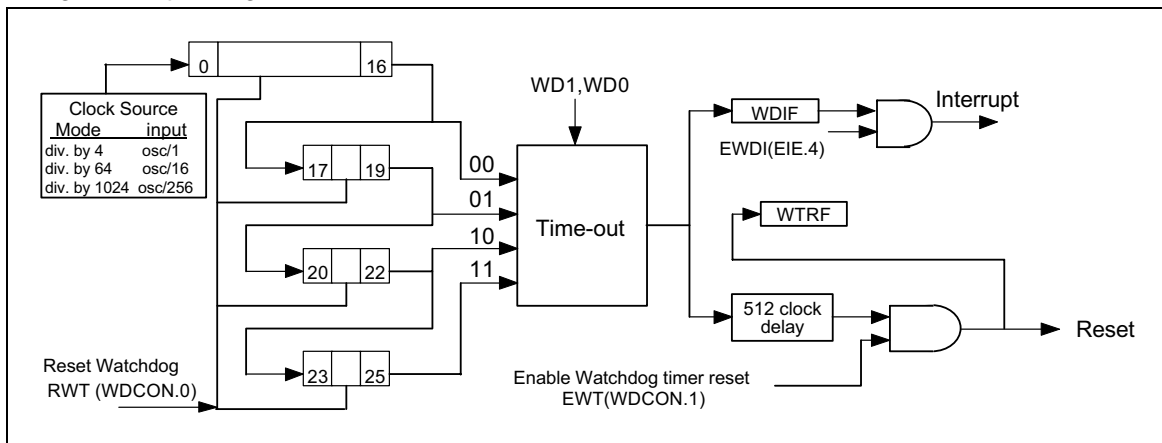 0 16
Clock Source
Mode input
div. by 4 osc/1
div. by 64 osc/16
div. by 1024 osc/256
17 19
20 22
23 25
Reset Watchdog
RWT (WDCON.0)
WD1,WD0
00
01
10
11
Time-out
WDIF
EWDI(EIE.4)
Interrupt
WTRF
512 clock
delay
Reset
Enable Watchdog timer reset
EWT(WDCON.1)